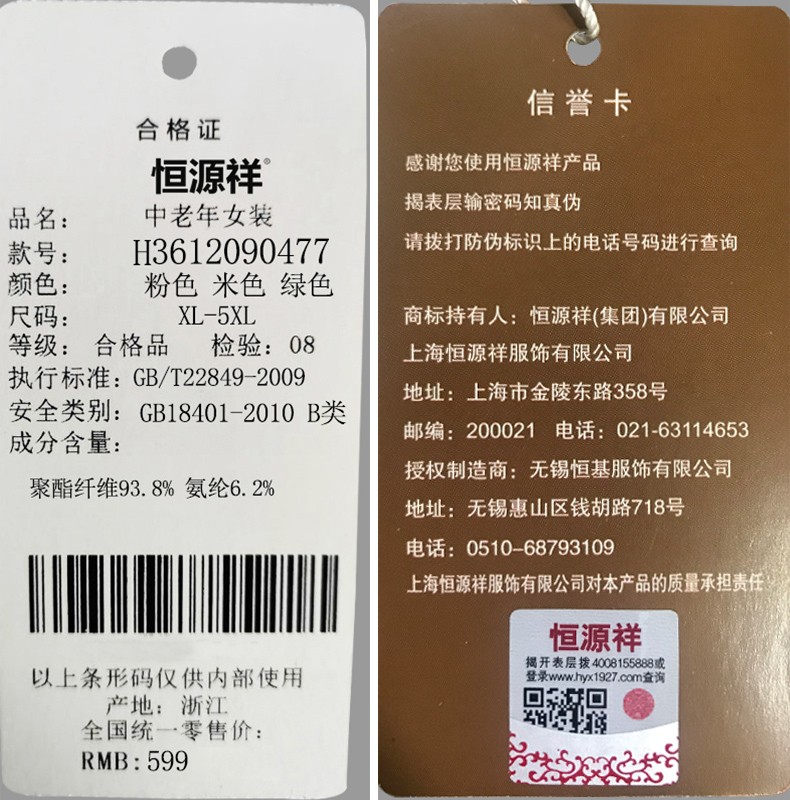 合格证
恒源祥®
品名： 中老年女装
款号： H3612090477
颜色： 粉色 米色 绿色
尺码： XL-5XL
等级： 合格品 检验：08
执行标准：GB/T22849-2009
安全类别：GB18401-2010 B类
成分含量：
聚酯纤维93.8% 氨纶6.2%
以上条形码仅供内部使用
产地：浙江
全国统一零售价：
RMB:599
信誉卡
感谢您使用恒源祥产品
揭表层输密码知真伪
请拨打防伪标识上的电话号码进行查询
商标持有人：恒源祥(集团)有限公司
上海恒源祥服饰有限公司
地址：上海市金陵东路358号
邮编：200021 电话：021-63114653
授权制造商：无锡恒基服饰有限公司
地址：无锡惠山区钱胡路718号
电话：0510-68793109
上海恒源祥服饰有限公司对本产品的质量承担责任
恒源祥
揭开表层拨4008155888或
登录www.hyx1927.com查询